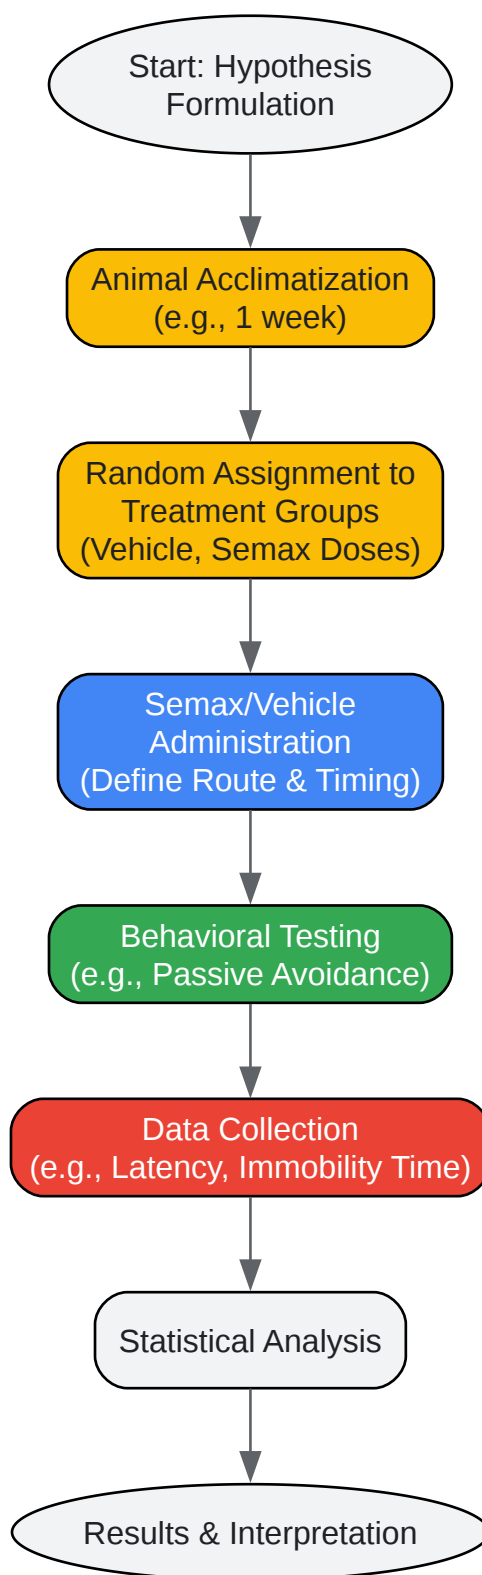 Start: Hypothesis
Formulation
Animal Acclimatization
(e.g., 1 week)
Random Assignment to
Treatment Groups
(Vehicle, Semax Doses)
Semax/Vehicle
Administration
(Define Route & Timing)
Behavioral Testing
(e.g., Passive Avoidance)
Data Collection
(e.g., Latency, Immobility Time)
Statistical Analysis
Results & Interpretation